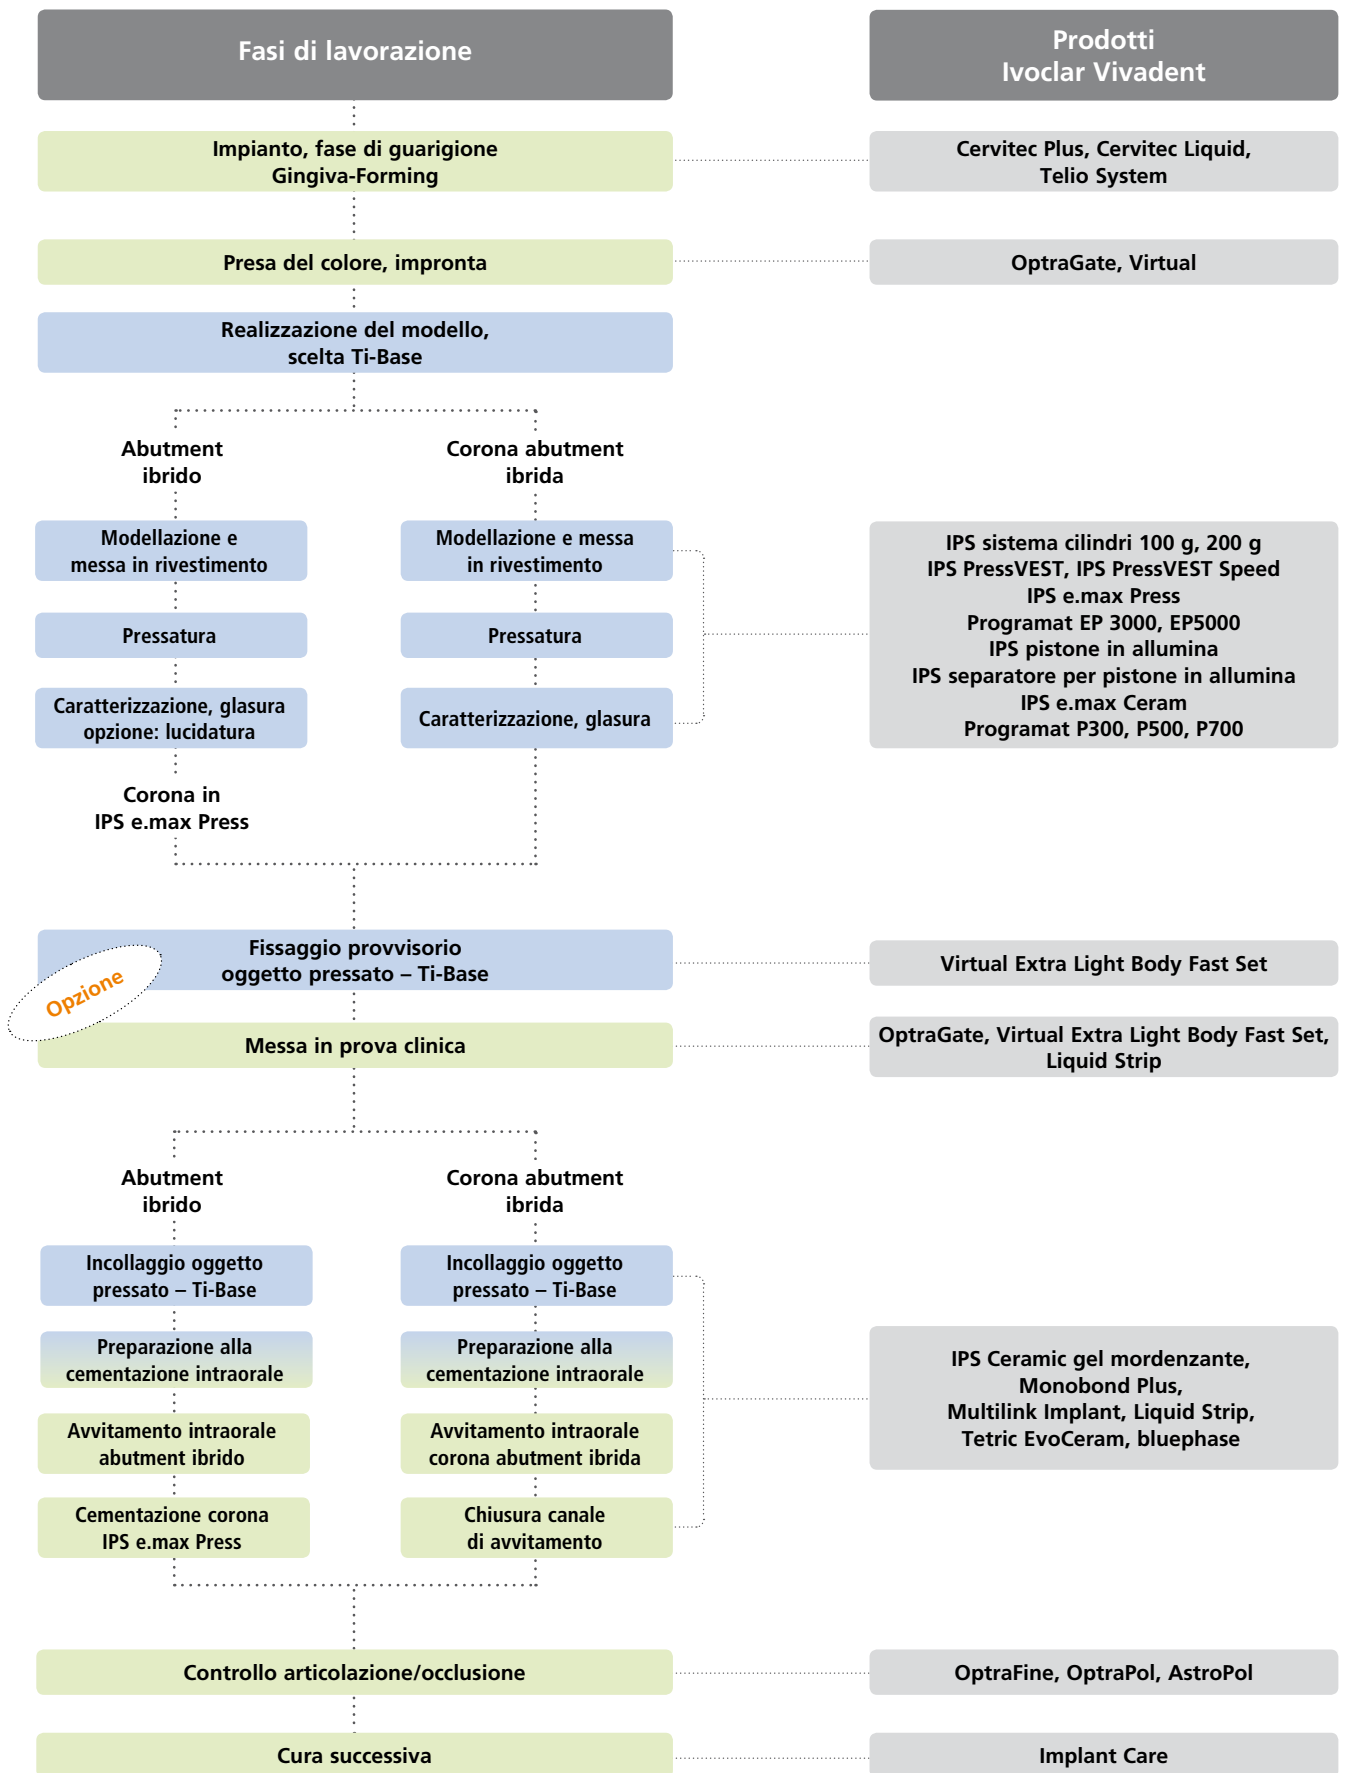 Fasi di lavorazione
Prodotti
Ivoclar Vivadent
Impianto, fase di guarigione
Gingiva-Forming
Cervitec Plus, Cervitec Liquid,
Telio System
Presa del colore, impronta
OptraGate, Virtual
Realizzazione del modello,
scelta Ti-Base
Abutment
ibrido
Corona abutment
ibrida
Modellazione e
messa in rivestimento
Modellazione e messa
in rivestimento
Pressatura
Pressatura
Caratterizzazione, glasura
opzione: lucidatura
Caratterizzazione, glasura
IPS sistema cilindri 100 g, 200 g
IPS PressVEST, IPS PressVEST Speed
IPS e.max Press
Programat EP 3000, EP5000
IPS pistone in allumina
IPS separatore per pistone in allumina
IPS e.max Ceram
Programat P300, P500, P700
Corona in
IPS e.max Press
Fissaggio provvisorio
oggetto pressato – Ti-Base
Virtual Extra Light Body Fast Set
Opzione
Messa in prova clinica
OptraGate, Virtual Extra Light Body Fast Set,
Liquid Strip
Abutment
ibrido
Corona abutment
ibrida
Incollaggio oggetto
pressato – Ti-Base
Incollaggio oggetto
pressato – Ti-Base
Preparazione alla
cementazione intraorale
Preparazione alla
cementazione intraorale
Avvitamento intraorale
abutment ibrido
Avvitamento intraorale
corona abutment ibrida
Cementazione corona
IPS e.max Press
Chiusura canale
di avvitamento
IPS Ceramic gel mordenzante,
Monobond Plus,
Multilink Implant, Liquid Strip,
Tetric EvoCeram, bluephase
Controllo articolazione/occlusione
OptraFine, OptraPol, AstroPol
Cura successiva
Implant Care